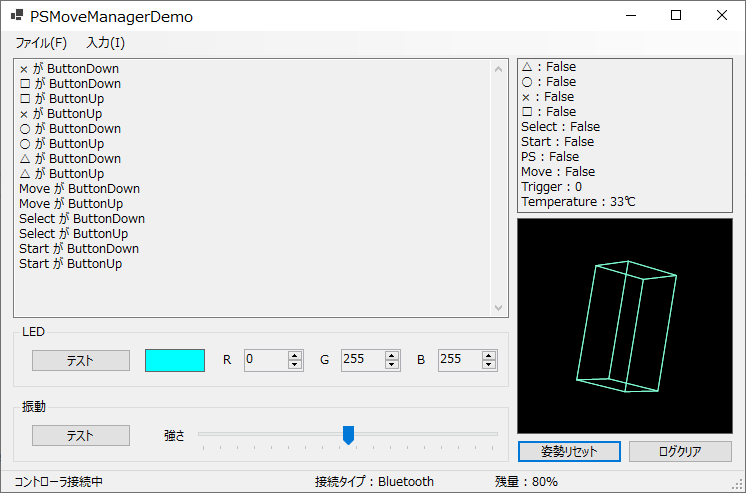 PSMoveManagerDemo
ファイル(F) 入力(I)
× が ButtonDown
□ が ButtonDown
□ が ButtonUp
× が ButtonUp
○ が ButtonDown
○ が ButtonUp
△ が ButtonDown
△ が ButtonUp
Move が ButtonDown
Move が ButtonUp
Select が ButtonDown
Select が ButtonUp
Start が ButtonDown
Start が ButtonUp
△ : False
○ : False
× : False
□ : False
Select : False
Start : False
PS : False
Move : False
Trigger : 0
Temperature : 33℃
LED
テスト R 0 G 255 B 255
振動
テスト 強さ
姿勢リセット ログクリア
コントローラ接続中 接続タイプ : Bluetooth 残量 : 80%